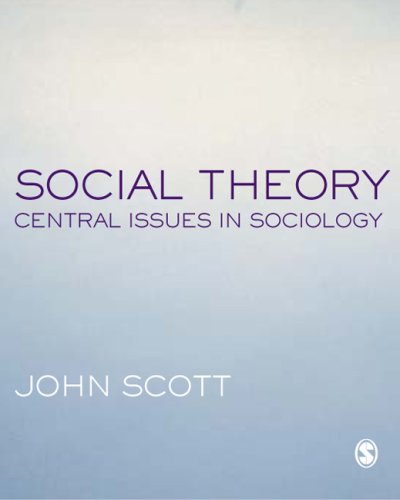 SOCIAL THEORY
CENTRAL ISSUES IN SOCIOLOGY
JOHN SCOTT
S